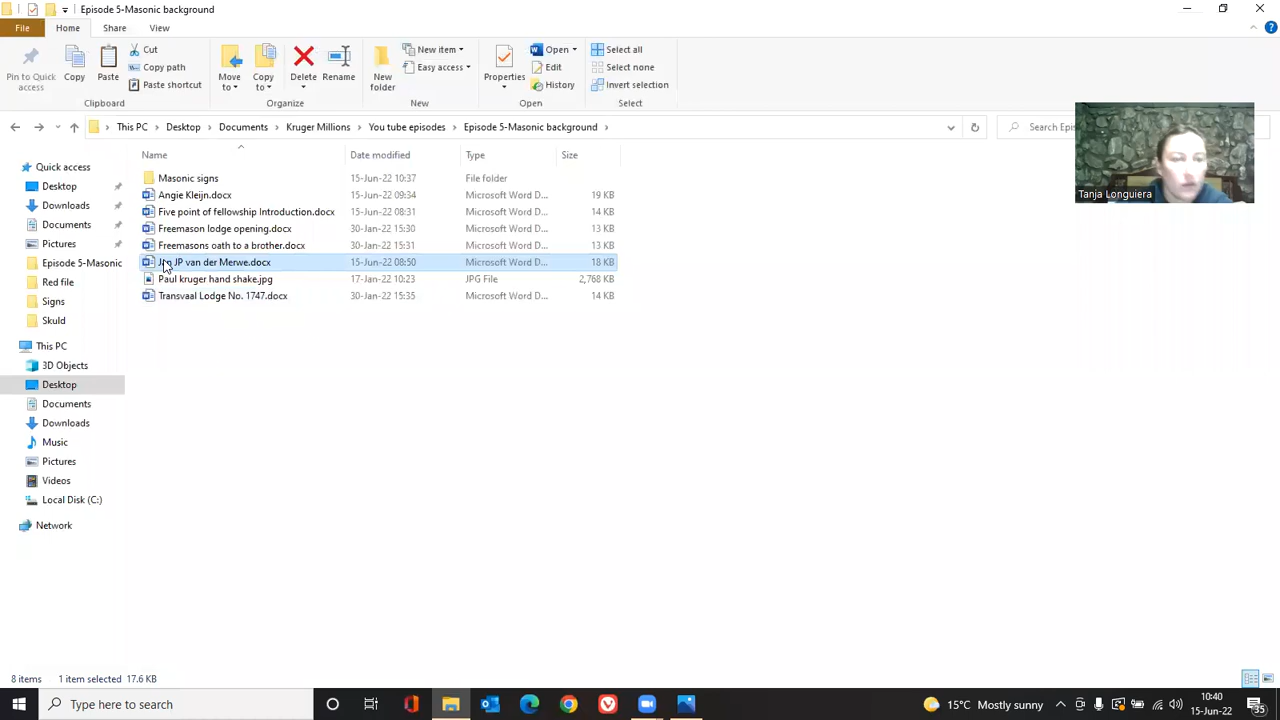 Episode 5-Masonic background
File Home Share View
Pin to Quick access
Copy
Paste
Cut
Copy path
Paste shortcut
Clipboard
Move to
Copy to
Delete
Rename
Organize
New folder
New item
Easy access
New
Properties
Open
Edit
History
Open
Select all
Select none
Invert selection
Select
This PC > Desktop > Documents > Kruger Millions > You tube episodes > Episode 5-Masonic background >
Tanja Longuiera
Name Date modified Type Size
Masonic signs 15-Jun-22 10:37 File folder
Angie Kleijn.docx 15-Jun-22 09:34 Microsoft Word D... 19 KB
Five point of fellowship Introduction.docx 15-Jun-22 08:31 Microsoft Word D... 14 KB
Freemason lodge opening.docx 30-Jan-22 15:30 Microsoft Word D... 13 KB
Freemasons oath to a brother.docx 30-Jan-22 15:31 Microsoft Word D... 13 KB
JP van der Merwe.docx 15-Jun-22 08:50 Microsoft Word D... 18 KB
Paul kruger hand shake.jpg 17-Jan-22 10:23 JPG File 2,768 KB
Transvaal Lodge No. 1747.docx 30-Jan-22 15:35 Microsoft Word D... 14 KB
Quick access
Desktop
Downloads
Documents
Pictures
Episode 5-Masonic
Red file
Signs
Skuld
This PC
3D Objects
Desktop
Documents
Downloads
Music
Pictures
Videos
Local Disk (C:)
Network
8 items 1 item selected 17.6 KB
Type here to search
15°C Mostly sunny
10:40
15-Jun-22
35